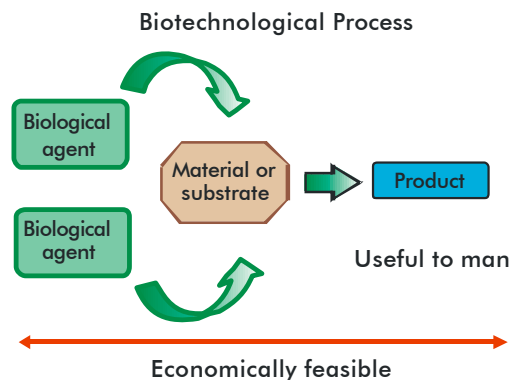 Biotechnological Process
Biological
agent
Material or
substrate
Product
Biological
agent
Useful to man
Economically feasible